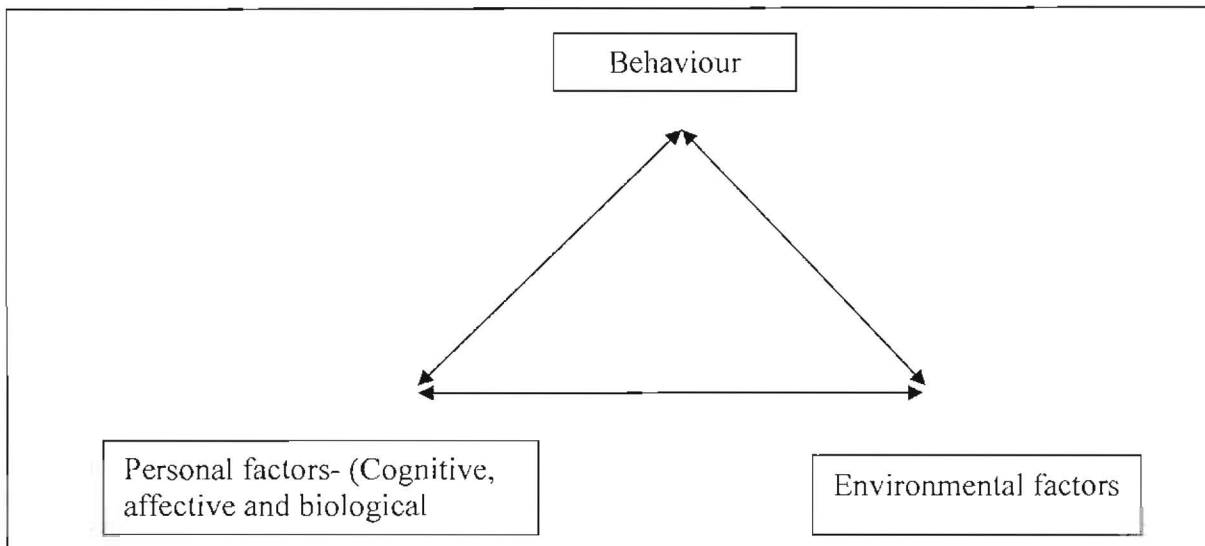 Behaviour
Personal factors- (Cognitive,
affective and biological
Environmental factors